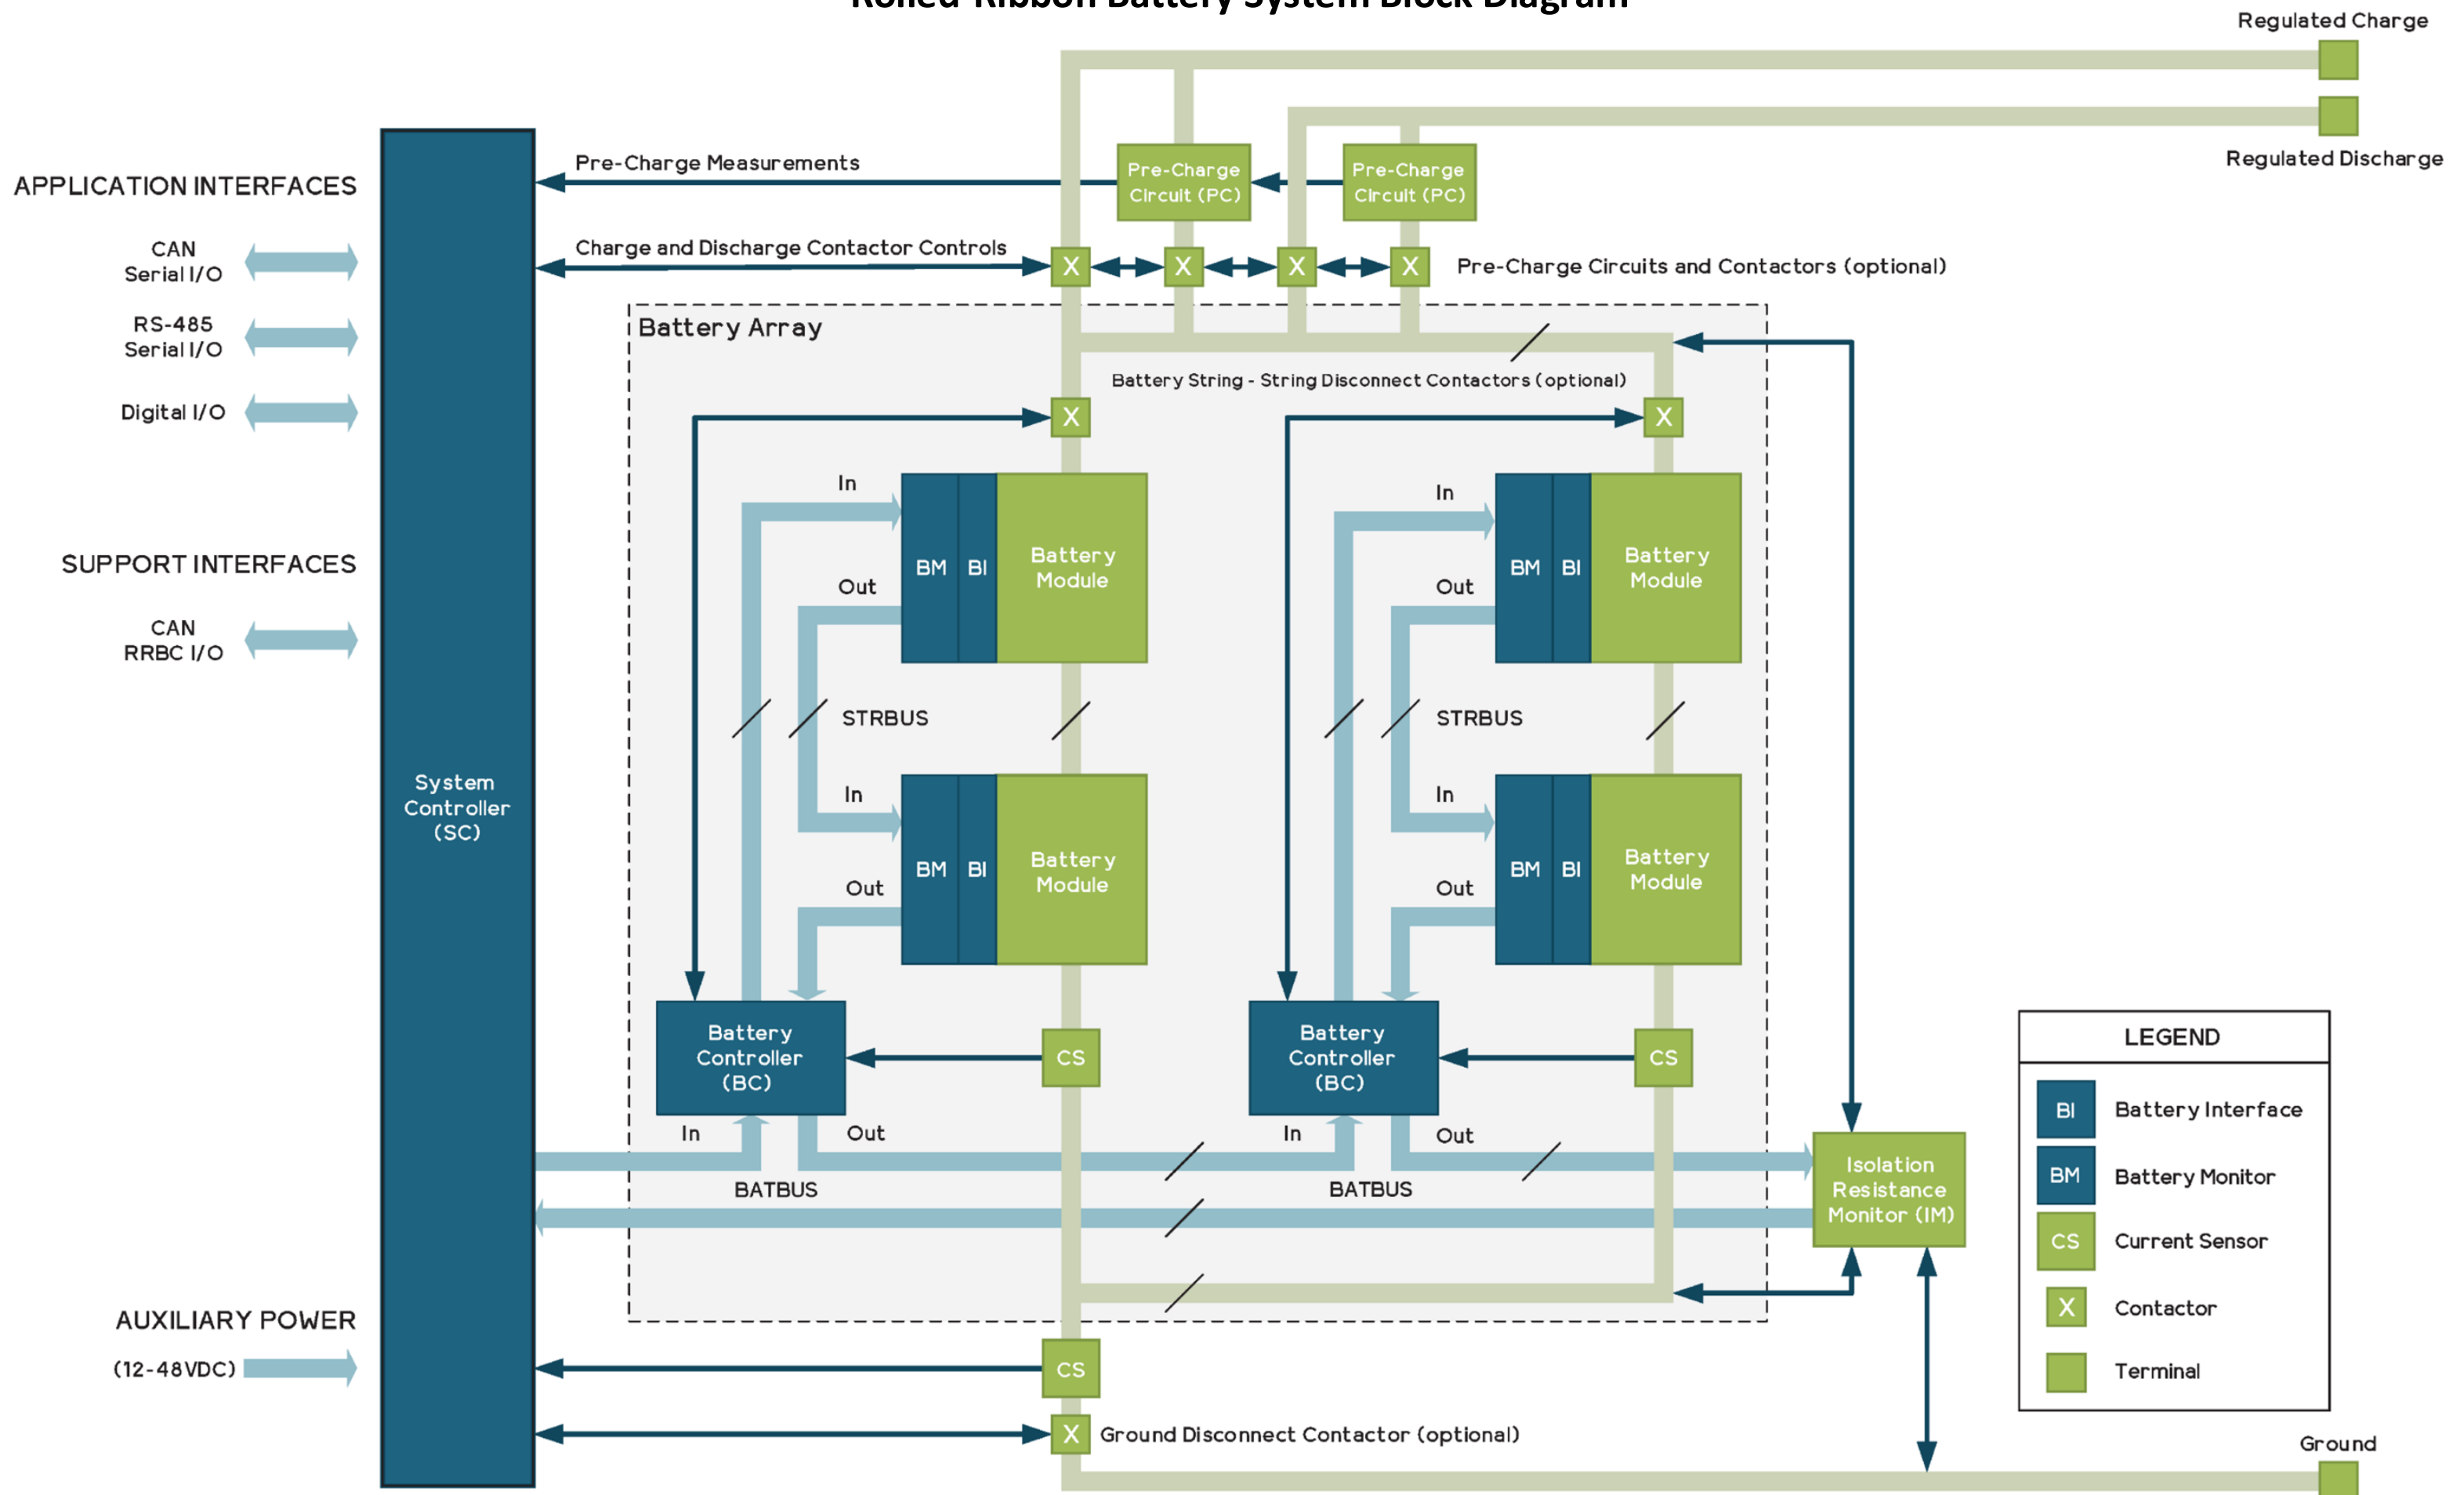 Rolled-Ribbon Battery System Block Diagram
Regulated Charge
Regulated Discharge
APPLICATION INTERFACES
CAN
Serial I/O
RS-485
Serial I/O
Digital I/O
SUPPORT INTERFACES
CAN
RRBC I/O
AUXILIARY POWER
(12-48VDC)
System
Controller
(SC)
Pre-Charge Measurements
Pre-Charge
Circuit (PC)
Pre-Charge
Circuit (PC)
Charge and Discharge Contactor Controls
X
X
X
X
Pre-Charge Circuits and Contactors (optional)
Battery Array
Battery String - String Disconnect Contactors (optional)
X
X
In
BM
BI
Battery
Module
Out
STRBUS
In
BM
BI
Battery
Module
Out
Battery
Controller
(BC)
CS
In
Out
BATBUS
In
BM
BI
Battery
Module
Out
STRBUS
In
BM
BI
Battery
Module
Out
Battery
Controller
(BC)
CS
In
Out
BATBUS
Isolation
Resistance
Monitor (IM)
CS
X
Ground Disconnect Contactor (optional)
LEGEND
BI
Battery Interface
BM
Battery Monitor
CS
Current Sensor
X
Contactor
Terminal
Ground